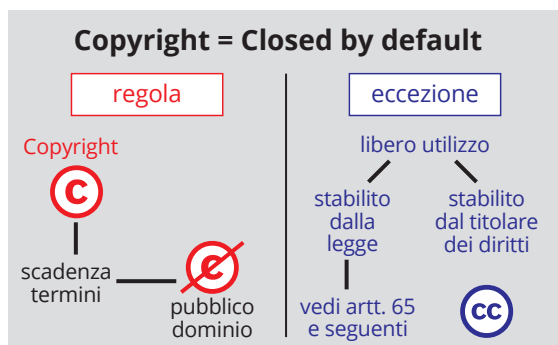 Copyright = Closed by default
regola
Copyright
C
scadenza
termini
C
pubblico
dominio
eccezione
libero utilizzo
stabilito
dalla
legge
stabilito
dal titolare
dei diritti
vedi artt. 65
e seguenti
cc